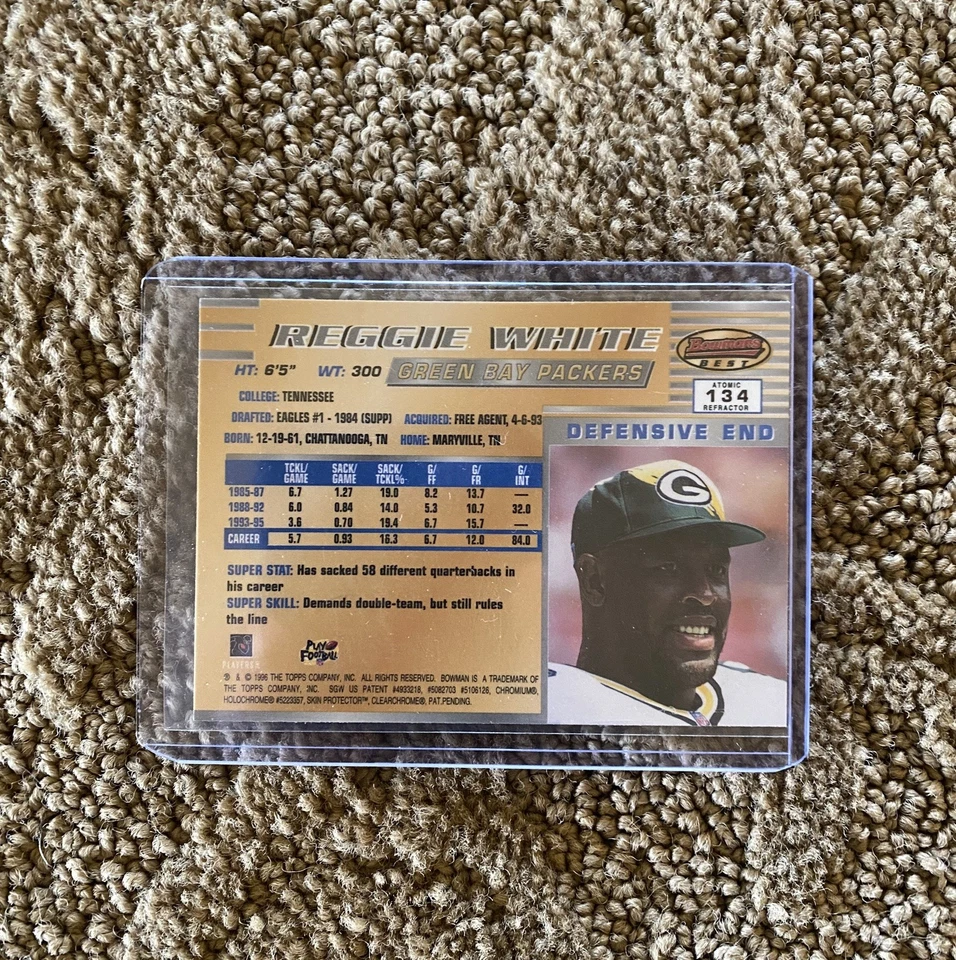 REGGIE WHITE
Bowman's
BEST
HT: 6'5" WT: 300 GREEN BAY PACKERS
ATOMIC
134
REFRACTOR
COLLEGE: TENNESSEE
DRAFTED: EAGLES #1 - 1984 (SUPP) ACQUIRED: FREE AGENT, 4-6-93
BORN: 12-19-61, CHATTANOOGA, TN HOME: MARYVILLE, TN
DEFENSIVE END
TCKL/ SACK/ SACK/ G/ G/ G/
GAME GAME TCKL% FF FR INT
1985-87 6.7 1.27 19.0 8.2 13.7 —
1988-92 6.0 0.84 14.0 5.3 10.7 32.0
1993-95 3.6 0.70 19.4 6.7 15.7 —
CAREER 5.7 0.93 16.3 6.7 12.0 84.0
G
SUPER STAT: Has sacked 58 different quarterbacks in
his career
SUPER SKILL: Demands double-team, but still rules
the line
PLAYERS
PLAY
FOOTBALL
® & © 1996 THE TOPPS COMPANY, INC. ALL RIGHTS RESERVED. BOWMAN IS A TRADEMARK OF
THE TOPPS COMPANY, INC. SGW US PATENT #4933218, #5082703 #5106126, CHROMIUM®,
HOLOCHROME® #5223357, SKIN PROTECTOR™, CLEARCHROME®, PAT.PENDING.